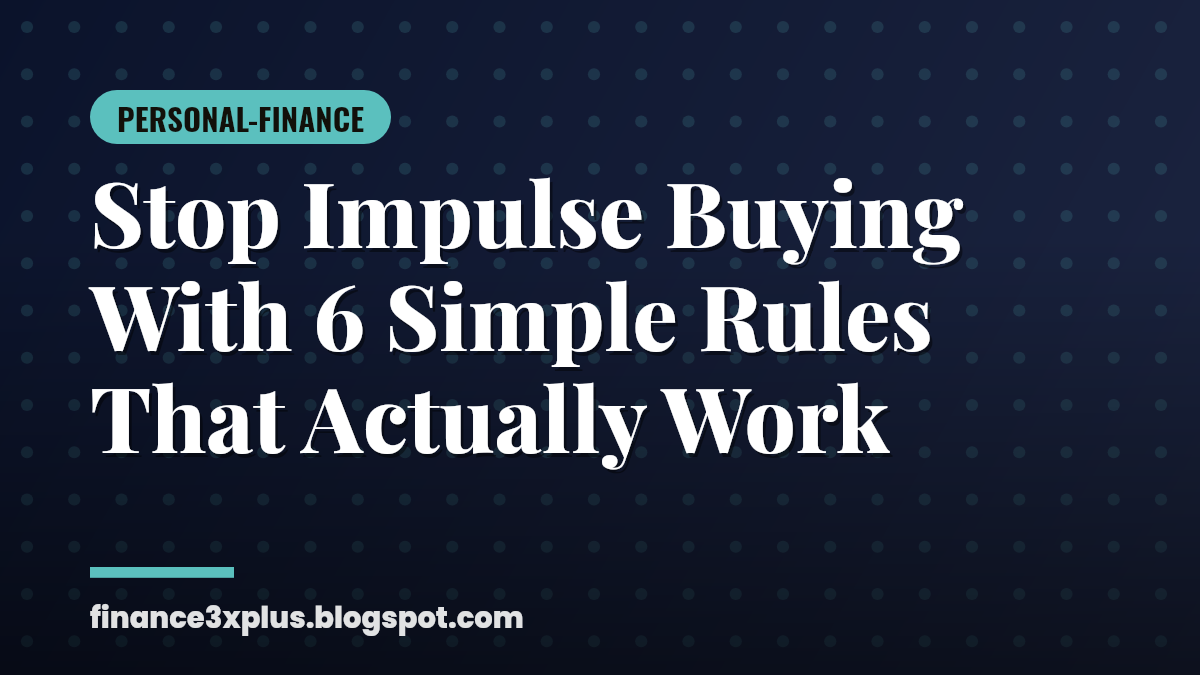 PERSONAL-FINANCE
Stop Impulse Buying
With 6 Simple Rules
That Actually Work
finance3xplus.blogspot.com